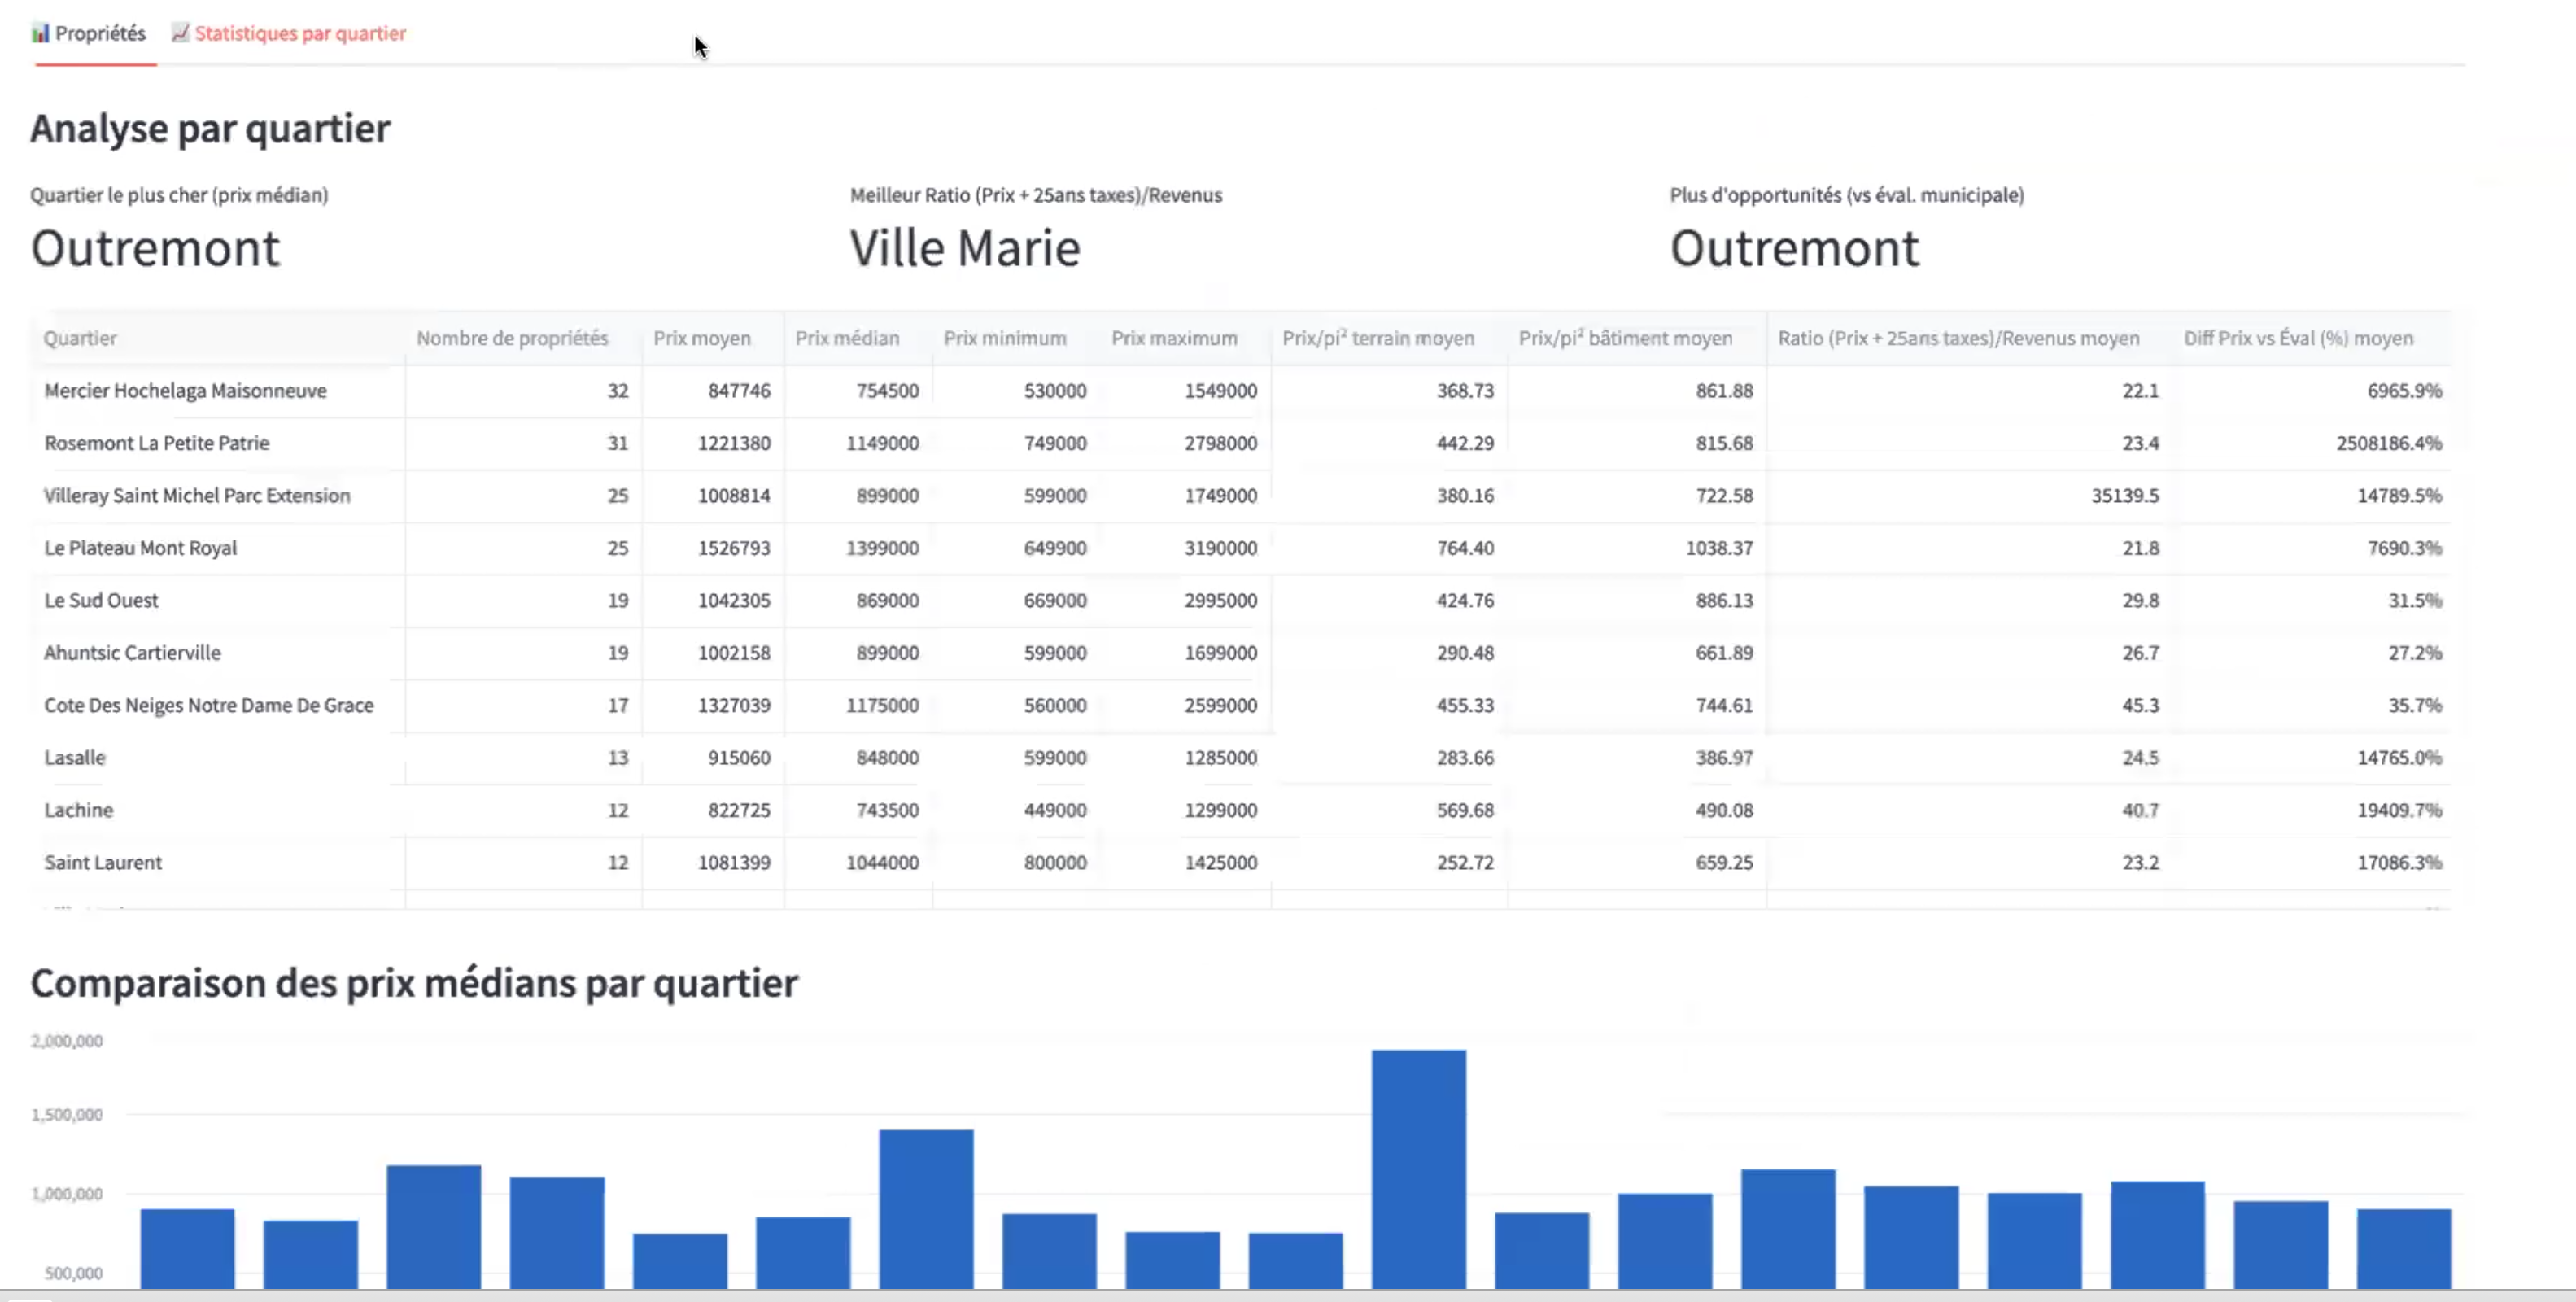 Propriétés Statistiques par quartier
Analyse par quartier
Quartier le plus cher (prix médian) Meilleur Ratio (Prix + 25ans taxes)/Revenus Plus d'opportunités (vs éval. municipale)
Outremont Ville Marie Outremont
Quartier Nombre de propriétés Prix moyen Prix médian Prix minimum Prix maximum Prix/pi² terrain moyen Prix/pi² bâtiment moyen Ratio (Prix + 25ans taxes)/Revenus moyen Diff Prix vs Éval (%) moyen
Mercier Hochelaga Maisonneuve 32 847746 754500 530000 1549000 368.73 861.88 22.1 6965.9%
Rosemont La Petite Patrie 31 1221380 1149000 749000 2798000 442.29 815.68 23.4 2508186.4%
Villeray Saint Michel Parc Extension 25 1008814 899000 599000 1749000 380.16 722.58 35139.5 14789.5%
Le Plateau Mont Royal 25 1526793 1399000 649900 3190000 764.40 1038.37 21.8 7690.3%
Le Sud Ouest 19 1042305 869000 669000 2995000 424.76 886.13 29.8 31.5%
Ahuntsic Cartierville 19 1002158 899000 599000 1699000 290.48 661.89 26.7 27.2%
Cote Des Neiges Notre Dame De Grace 17 1327039 1175000 560000 2599000 455.33 744.61 45.3 35.7%
Lasalle 13 915060 848000 599000 1285000 283.66 386.97 24.5 14765.0%
Lachine 12 822725 743500 449000 1299000 569.68 490.08 40.7 19409.7%
Saint Laurent 12 1081399 1044000 800000 1425000 252.72 659.25 23.2 17086.3%
Comparaison des prix médians par quartier
2,000,000
1,500,000
1,000,000
500,000